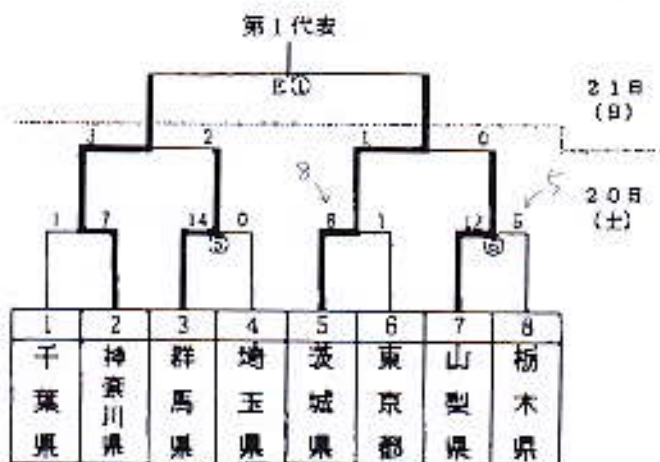 第1代表
E① 21日
(日)
3 2 1 0
8 5
20日
(土)
1 7 14 0 8 1 12 5
⑤ ⑥
1 2 3 4 5 6 7 8
千葉県 神奈川県 群馬県 埼玉県 茨城県 東京都 山梨県 栃木県